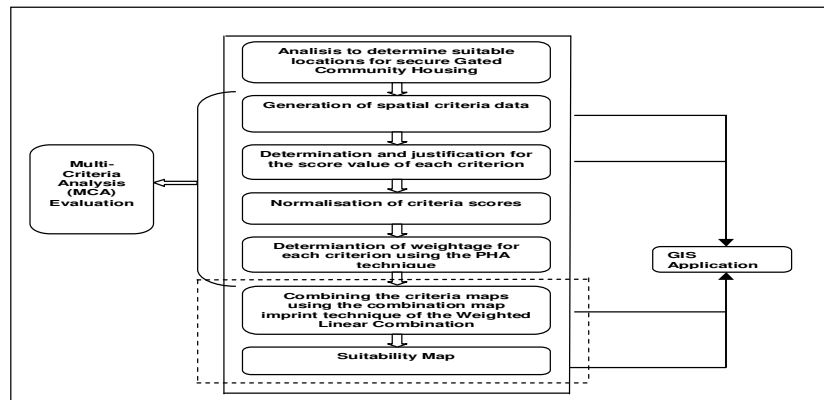 Analisis to determine suitable
locations for secure Gated
Community Housing
Generation of spatial criteria data
Determination and justification for
the score value of each criterion
Normalisation of criteria scores
Determiantion of weightage for
each criterion using the PHA
technique
Combining the criteria maps
using the combination map
imprint technique of the Weighted
Linear Combination
Suitability Map
Multi-
Criteria
Analysis
(MCA)
Evaluation
GIS
Application